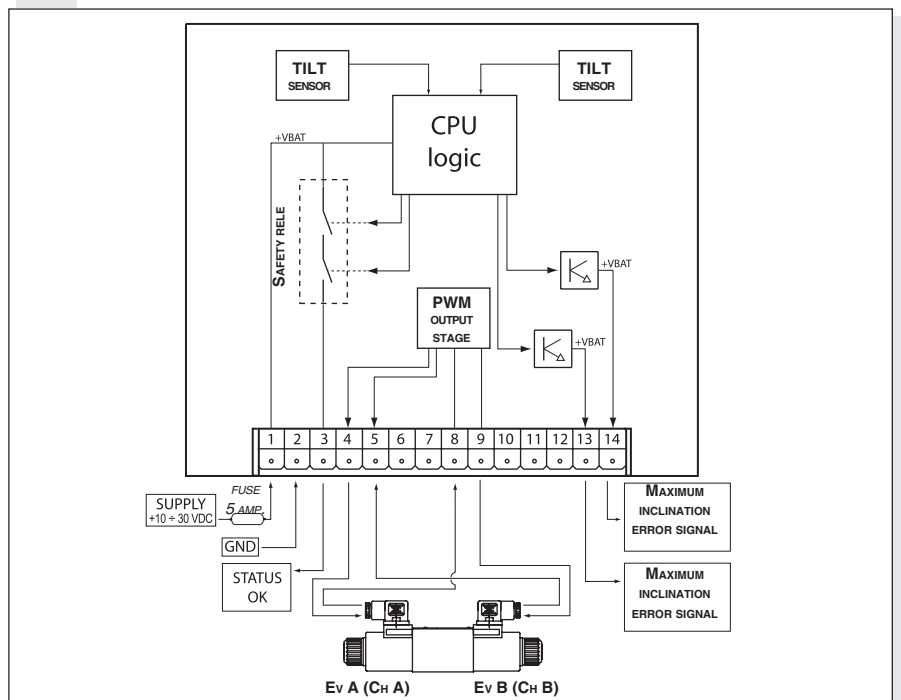 TILT
SENSOR
TILT
SENSOR
CPU
logic
+VBAT
SAFETY RELE
+VBAT
PWM
OUTPUT
STAGE
+VBAT
1 2 3 4 5 6 7 8 9 10 11 12 13 14
FUSE
5 AMP.
SUPPLY
+10 ÷ 30 VDC
GND
STATUS
OK
MAXIMUM
INCLINATION
ERROR SIGNAL
MAXIMUM
INCLINATION
ERROR SIGNAL
EV A (CH A)
EV B (CH B)